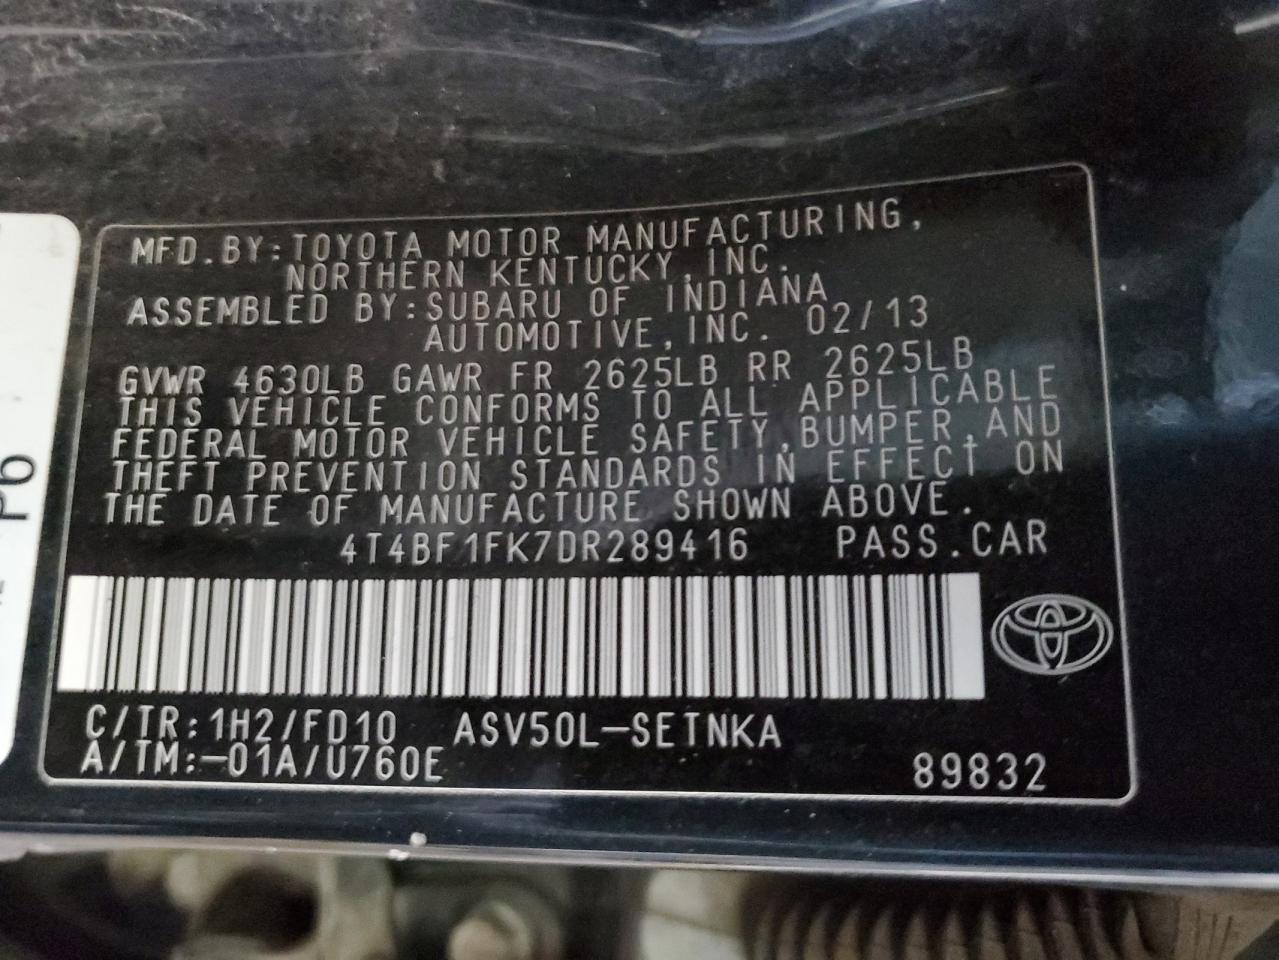 MFD.BY:TOYOTA MOTOR MANUFACTURING,
NORTHERN KENTUCKY,INC.
ASSEMBLED BY:SUBARU OF INDIANA
AUTOMOTIVE,INC. 02/13
GVWR 4630LB GAWR FR 2625LB RR 2625LB
THIS VEHICLE CONFORMS TO ALL APPLICABLE
FEDERAL MOTOR VEHICLE SAFETY,BUMPER,AND
THEFT PREVENTION STANDARDS IN EFFECT ON
THE DATE OF MANUFACTURE SHOWN ABOVE.
4T4BF1FK7DR289416 PASS.CAR
C/TR:1H2/FD10 ASV50L-SETNKA
A/TM:-01A/U760E
89832